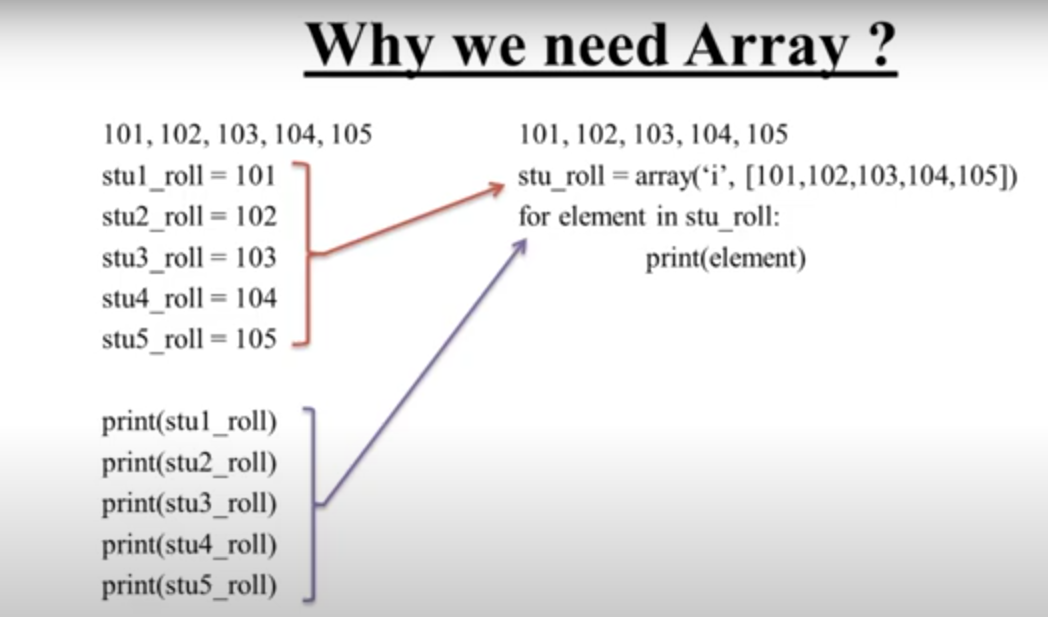 Why we need Array ?
101, 102, 103, 104, 105
stu1_roll = 101
stu2_roll = 102
stu3_roll = 103
stu4_roll = 104
stu5_roll = 105
print(stu1_roll)
print(stu2_roll)
print(stu3_roll)
print(stu4_roll)
print(stu5_roll)
101, 102, 103, 104, 105
stu_roll = array(‘i’, [101,102,103,104,105])
for element in stu_roll:
print(element)